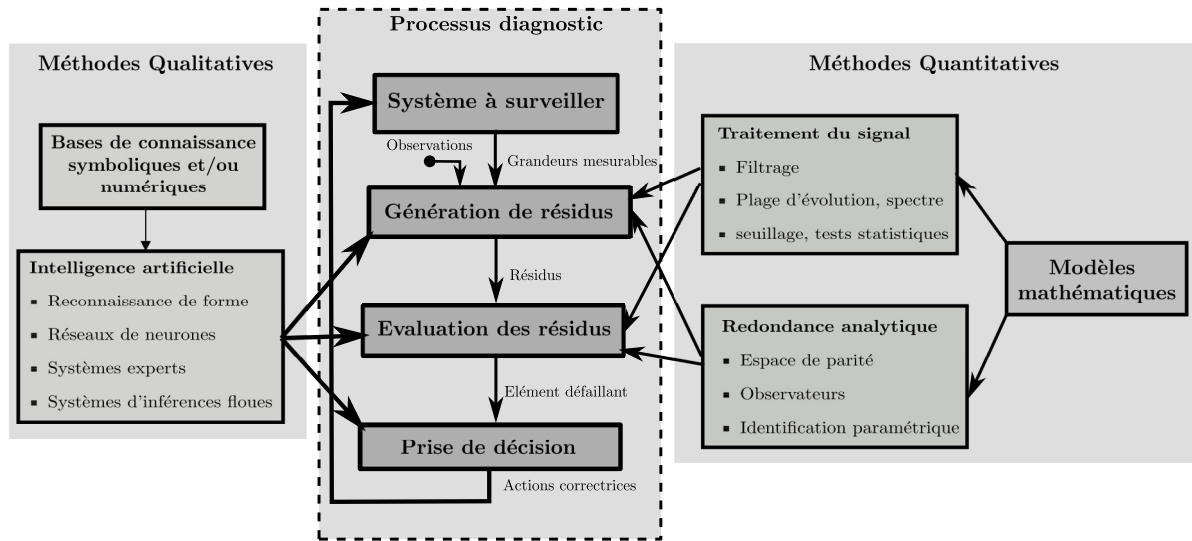 Méthodes Qualitatives
Bases de connaissance
symboliques et/ou
numériques
Intelligence artificielle
Reconnaissance de forme
Réseaux de neurones
Systèmes experts
Systèmes d'inférences floues
Processus diagnostic
Système à surveiller
Observations
Grandeurs mesurables
Génération de résidus
Résidus
Evaluation des résidus
Elément défaillant
Prise de décision
Actions correctrices
Méthodes Quantitatives
Traitement du signal
Filtrage
Plage d'évolution, spectre
seuillage, tests statistiques
Redondance analytique
Espace de parité
Observateurs
Identification paramétrique
Modèles
mathématiques